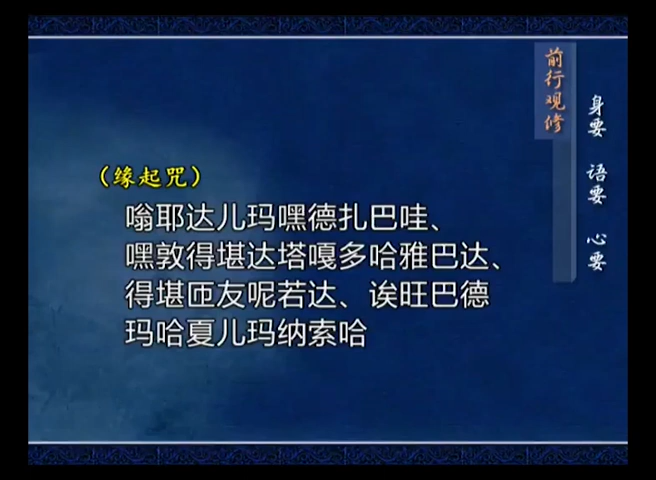 前行观修
身要 语要 心要
（缘起咒）
嗡耶达儿玛嘿德扎巴哇、
嘿敦得堪达塔嘎多哈雅巴达、
得堪匝友呢若达、诶旺巴德
玛哈夏儿玛纳索哈